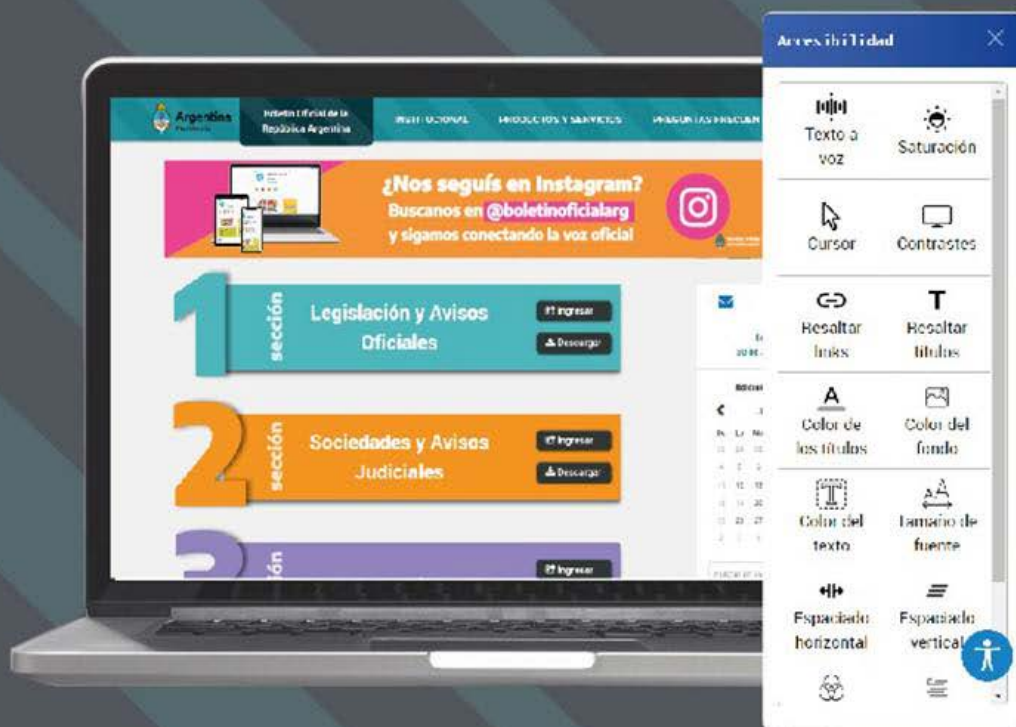 Argentina
Boletín Oficial de la
República Argentina
INSTITUCIONAL
PRODUCTOS Y SERVICIOS
PREGUNTAS FRECUEN
¿Nos seguís en Instagram?
Buscanos en @boletinoficialarg
y sigamos conectando la voz oficial
1
sección
Legislación y Avisos
Oficiales
Ingresar
Descargar
2
sección
Sociedades y Avisos
Judiciales
Ingresar
Descargar
3
Ingresar
Accesibilidad
Texto a
voz
Saturación
Cursor
Contrastes
Resaltar
links
Resaltar
títulos
Color de
los títulos
Color del
fondo
Color del
texto
Tamaño de
fuente
Espaciado
horizontal
Espaciado
vertical